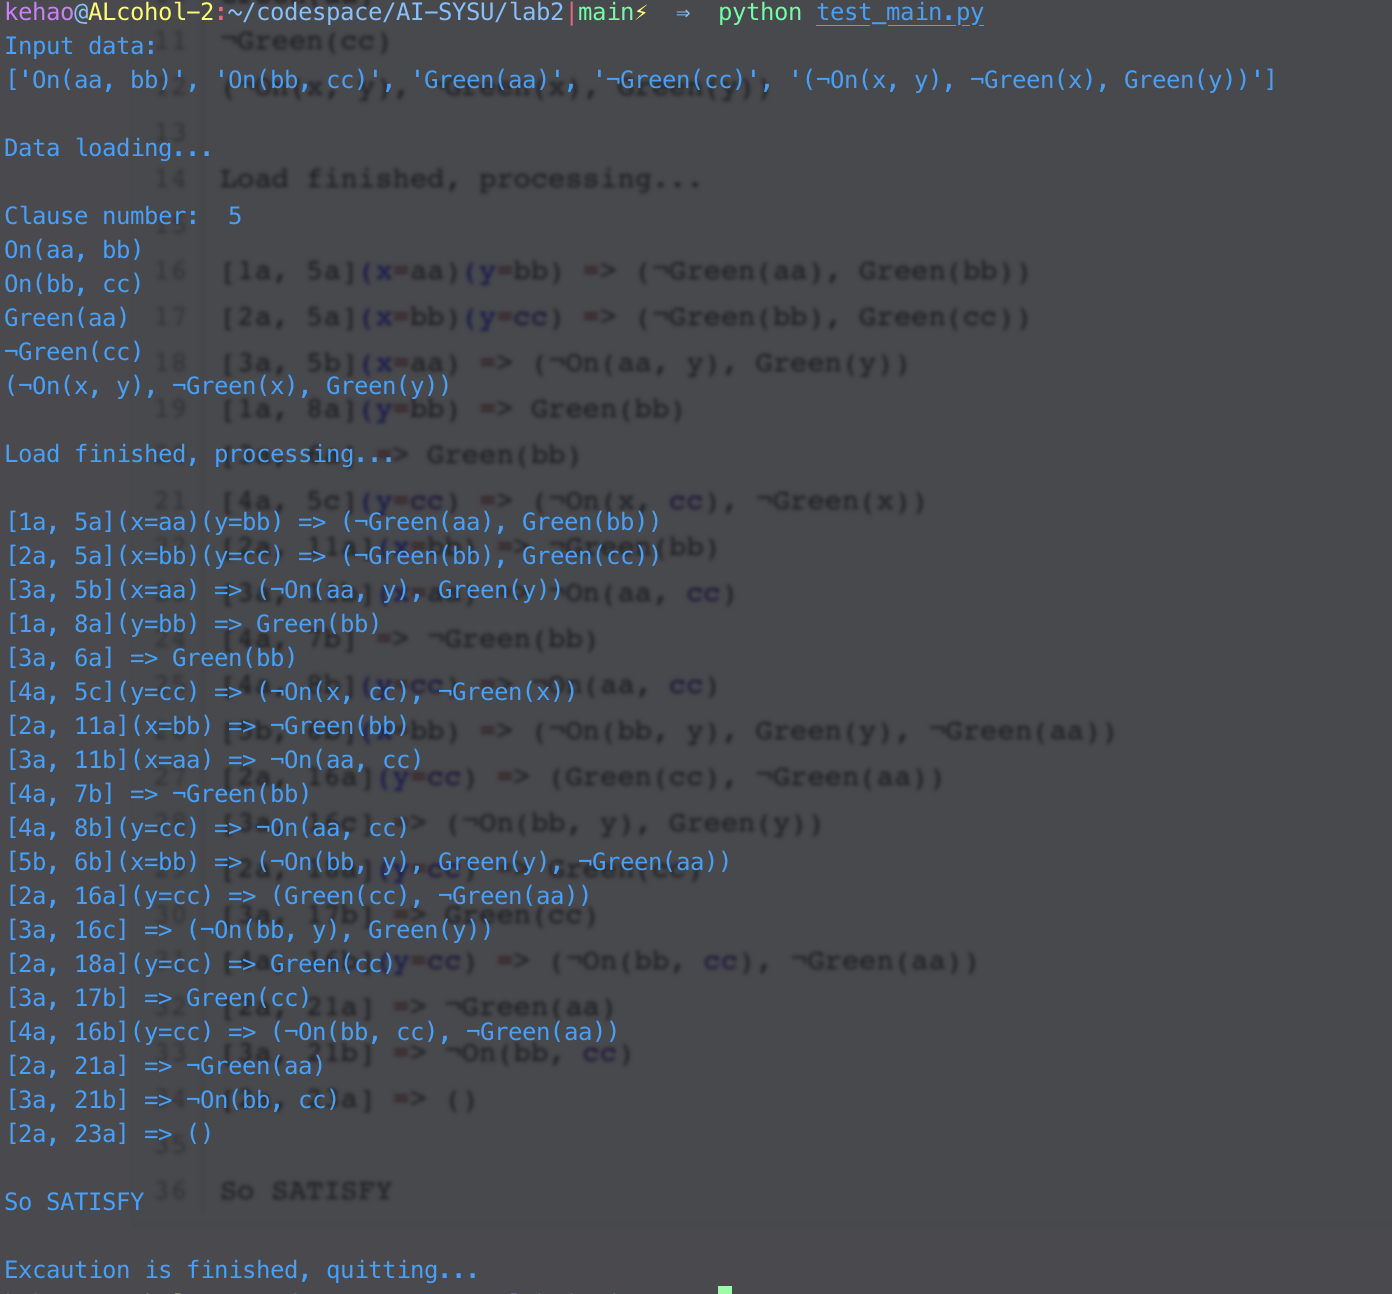 kehao@ALcohol-2:~/codespace/AI-SYSU/lab2|main⚡ ⇒ python test_main.py
Input data:
['On(aa, bb)', 'On(bb, cc)', 'Green(aa)', '¬Green(cc)', '(¬On(x, y), ¬Green(x), Green(y))']
Data loading...
Clause number: 5
On(aa, bb)
On(bb, cc)
Green(aa)
¬Green(cc)
(¬On(x, y), ¬Green(x), Green(y))
Load finished, processing...
[1a, 5a](x=aa)(y=bb) => (¬Green(aa), Green(bb))
[2a, 5a](x=bb)(y=cc) => (¬Green(bb), Green(cc))
[3a, 5b](x=aa) => (¬On(aa, y), Green(y))
[1a, 8a](y=bb) => Green(bb)
[3a, 6a] => Green(bb)
[4a, 5c](y=cc) => (¬On(x, cc), ¬Green(x))
[2a, 11a](x=bb) => ¬Green(bb)
[3a, 11b](x=aa) => ¬On(aa, cc)
[4a, 7b] => ¬Green(bb)
[4a, 8b](y=cc) => ¬On(aa, cc)
[5b, 6b](x=bb) => (¬On(bb, y), Green(y), ¬Green(aa))
[2a, 16a](y=cc) => (Green(cc), ¬Green(aa))
[3a, 16c] => (¬On(bb, y), Green(y))
[2a, 18a](y=cc) => Green(cc)
[3a, 17b] => Green(cc)
[4a, 16b](y=cc) => (¬On(bb, cc), ¬Green(aa))
[2a, 21a] => ¬Green(aa)
[3a, 21b] => ¬On(bb, cc)
[2a, 23a] => ()
So SATISFY
Excaution is finished, quitting...